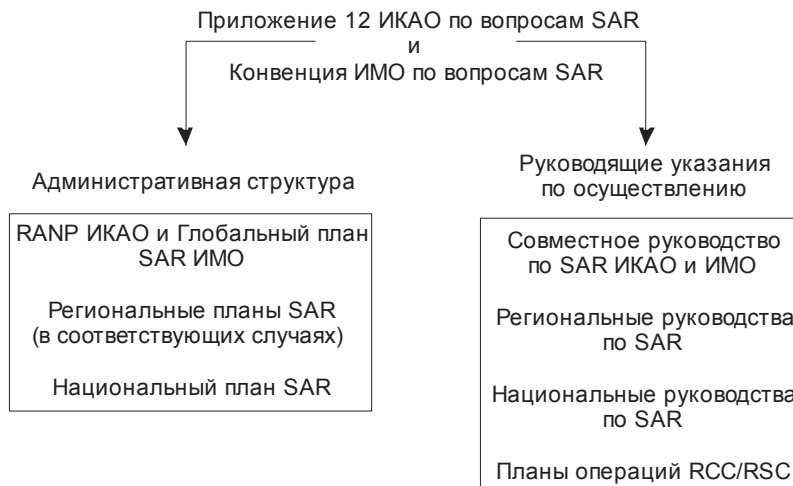 Приложение 12 ИКАО по вопросам SAR
и
Конвенция ИМО по вопросам SAR
Административная структура
RANP ИКАО и Глобальный план
SAR ИМО
Региональные планы SAR
(в соответствующих случаях)
Национальный план SAR
Руководящие указания
по осуществлению
Совместное руководство
по SAR ИКАО и ИМО
Региональные руководства
по SAR
Национальные руководства
по SAR
Планы операций RCC/RSC